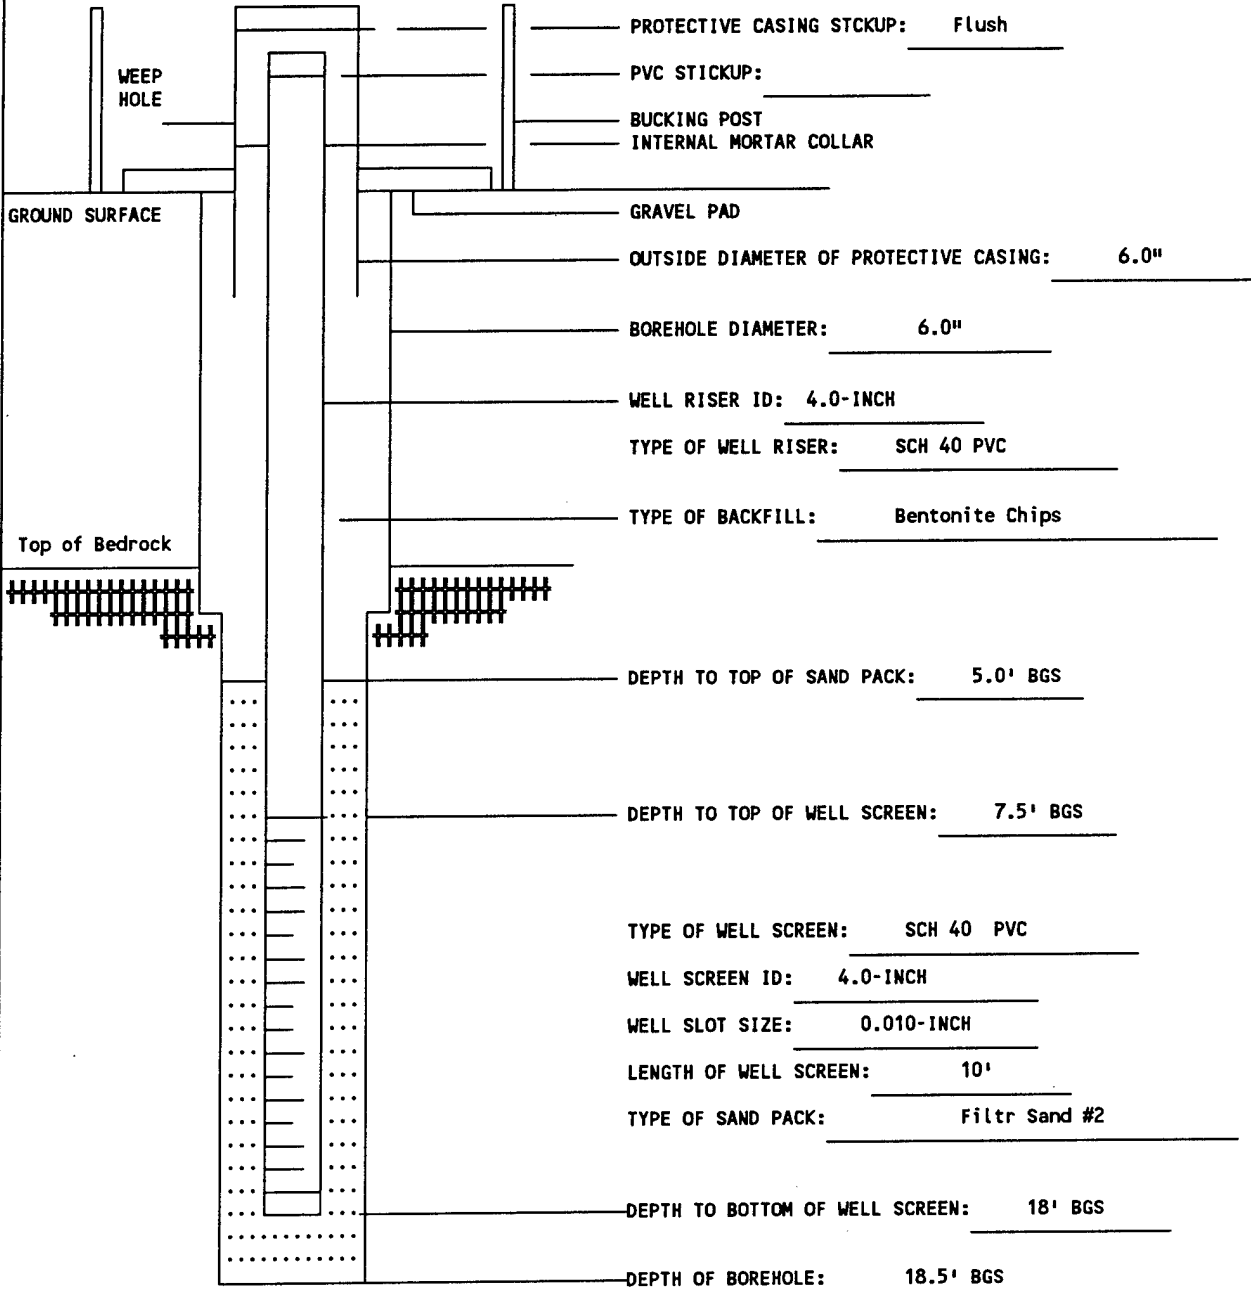 PROTECTIVE CASING STCKUP: Flush
WEEP
HOLE
PVC STICKUP:
BUCKING POST
INTERNAL MORTAR COLLAR
GROUND SURFACE
GRAVEL PAD
OUTSIDE DIAMETER OF PROTECTIVE CASING: 6.0"
BOREHOLE DIAMETER: 6.0"
WELL RISER ID: 4.0-INCH
TYPE OF WELL RISER: SCH 40 PVC
TYPE OF BACKFILL: Bentonite Chips
Top of Bedrock
DEPTH TO TOP OF SAND PACK: 5.0' BGS
DEPTH TO TOP OF WELL SCREEN: 7.5' BGS
TYPE OF WELL SCREEN: SCH 40 PVC
WELL SCREEN ID: 4.0-INCH
WELL SLOT SIZE: 0.010-INCH
LENGTH OF WELL SCREEN: 10'
TYPE OF SAND PACK: Filtr Sand #2
DEPTH TO BOTTOM OF WELL SCREEN: 18' BGS
DEPTH OF BOREHOLE: 18.5' BGS